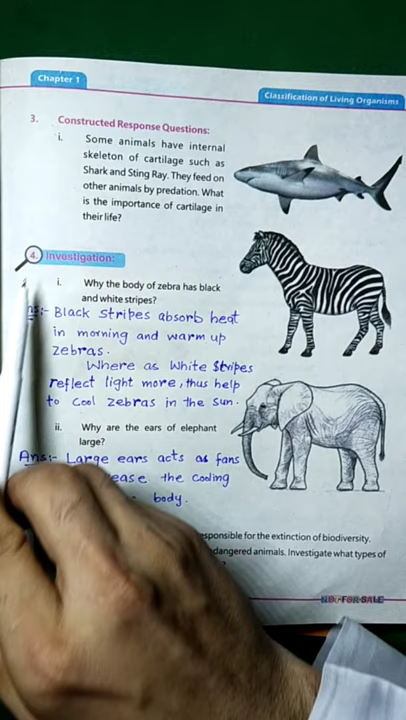 Chapter 1
Classification of Living Organisms
3. Constructed Response Questions:
i. Some animals have internal
skeleton of cartilage such as
Shark and Sting Ray. They feed on
other animals by predation. What
is the importance of cartilage in
their life?
4. Investigation:
i. Why the body of zebra has black
and white stripes?
Black stripes absorb heat
in morning and warm up
zebras.
Where as White Stripes
reflect light more, thus help
to cool zebras in the sun.
ii. Why are the ears of elephant
large?
Ans:- Large ears acts as fans
the cooling
body.
responsible for the extinction of biodiversity.
endangered animals. Investigate what types of
NOT FOR SALE